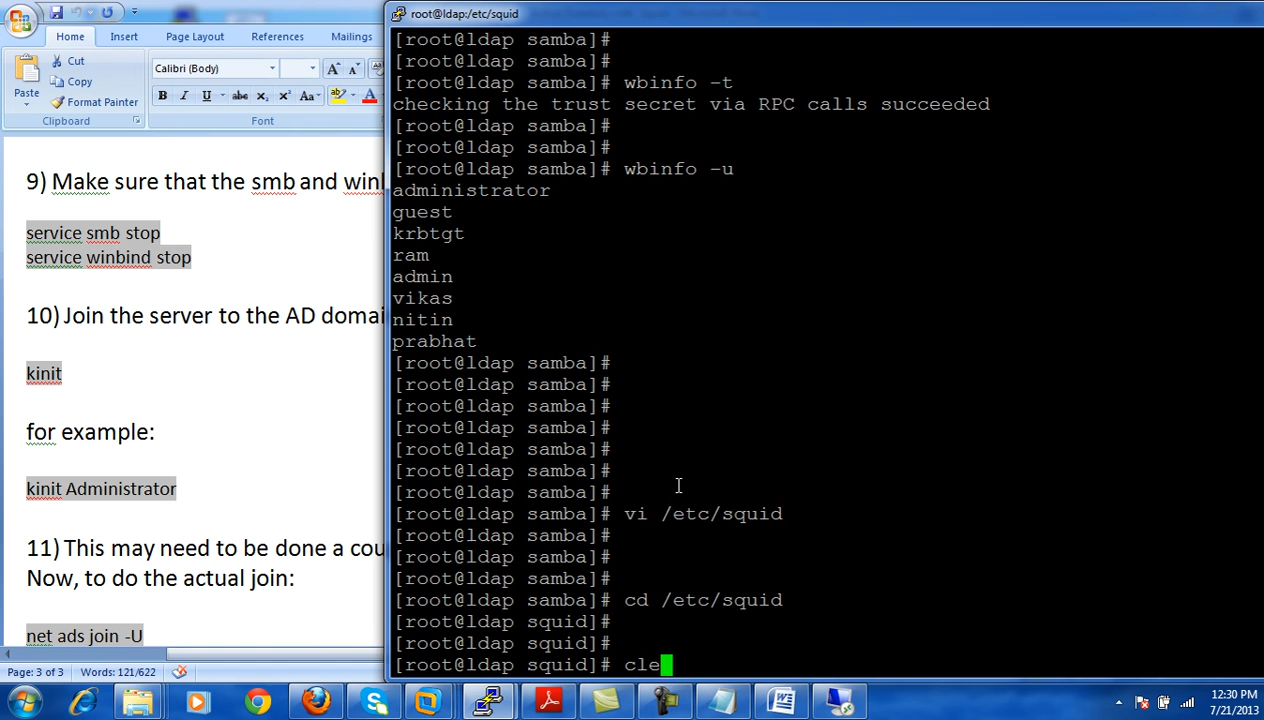 root@ldap:/etc/squid
Home Insert Page Layout References Mailings
Paste
Cut
Copy
Format Painter
Clipboard
Calibri (Body)
Font
9) Make sure that the smb and winb
service smb stop
service winbind stop
10) Join the server to the AD domai
kinit
for example:
kinit Administrator
11) This may need to be done a cou
Now, to do the actual join:
net ads join -U
Page: 3 of 3 Words: 121/622
[root@ldap samba]#
[root@ldap samba]#
[root@ldap samba]# wbinfo -t
checking the trust secret via RPC calls succeeded
[root@ldap samba]#
[root@ldap samba]#
[root@ldap samba]# wbinfo -u
administrator
guest
krbtgt
ram
admin
vikas
nitin
prabhat
[root@ldap samba]#
[root@ldap samba]#
[root@ldap samba]#
[root@ldap samba]#
[root@ldap samba]#
[root@ldap samba]#
[root@ldap samba]#
[root@ldap samba]# vi /etc/squid
[root@ldap samba]#
[root@ldap samba]#
[root@ldap samba]#
[root@ldap samba]# cd /etc/squid
[root@ldap squid]#
[root@ldap squid]#
[root@ldap squid]# cle
12:30 PM
7/21/2013